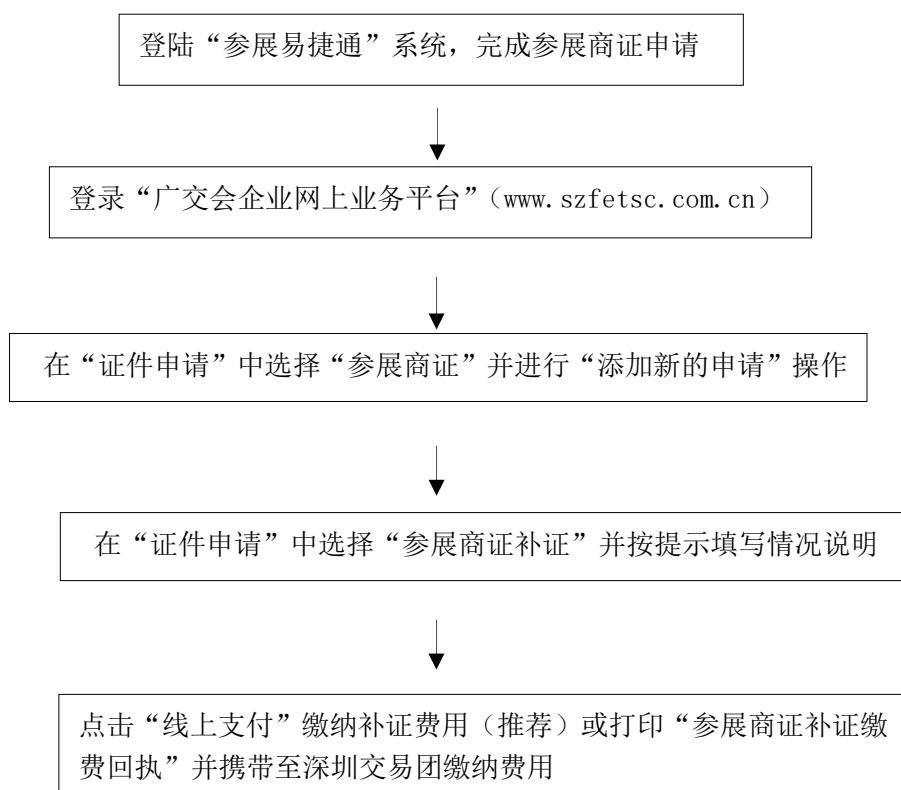 登陆“参展易捷通”系统，完成参展商证申请
登录“广交会企业网上业务平台”（www.szfetsc.com.cn）
在“证件申请”中选择“参展商证”并进行“添加新的申请”操作
在“证件申请”中选择“参展商证补证”并按提示填写情况说明
点击“线上支付”缴纳补证费用（推荐）或打印“参展商证补证缴
费回执”并携带至深圳交易团缴纳费用